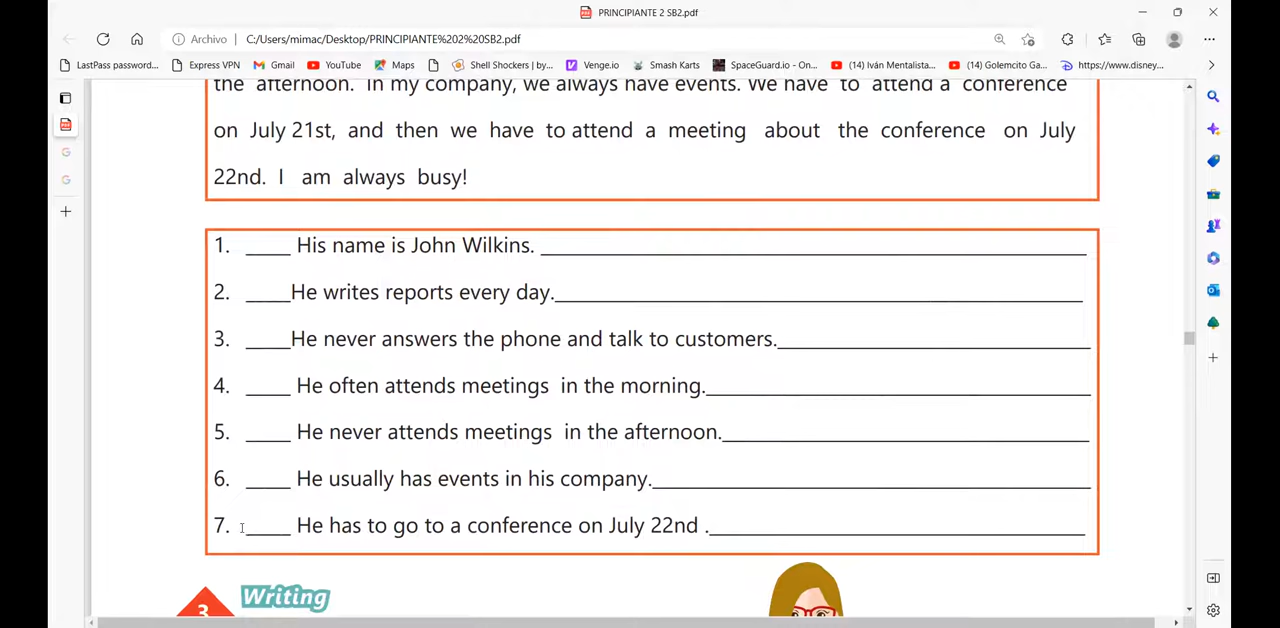 PRINCIPIANTE 2 SB2.pdf
Archivo C:/Users/mimac/Desktop/PRINCIPIANTE%202%20SB2.pdf
LastPass password... Express VPN Gmail YouTube Maps Shell Shockers | by... Venge.io Smash Karts SpaceGuard.io - On... (14) Iván Mentalista... (14) Golemcito Ga... https://www.disney...
the afternoon. In my company, we always have events. We have to attend a conference
on July 21st, and then we have to attend a meeting about the conference on July
22nd. I am always busy!
1. ____ His name is John Wilkins. ____
2. ____He writes reports every day.____
3. ____He never answers the phone and talk to customers.____
4. ____ He often attends meetings in the morning.____
5. ____ He never attends meetings in the afternoon.____
6. ____ He usually has events in his company.____
7. ____ He has to go to a conference on July 22nd .____
3 Writing